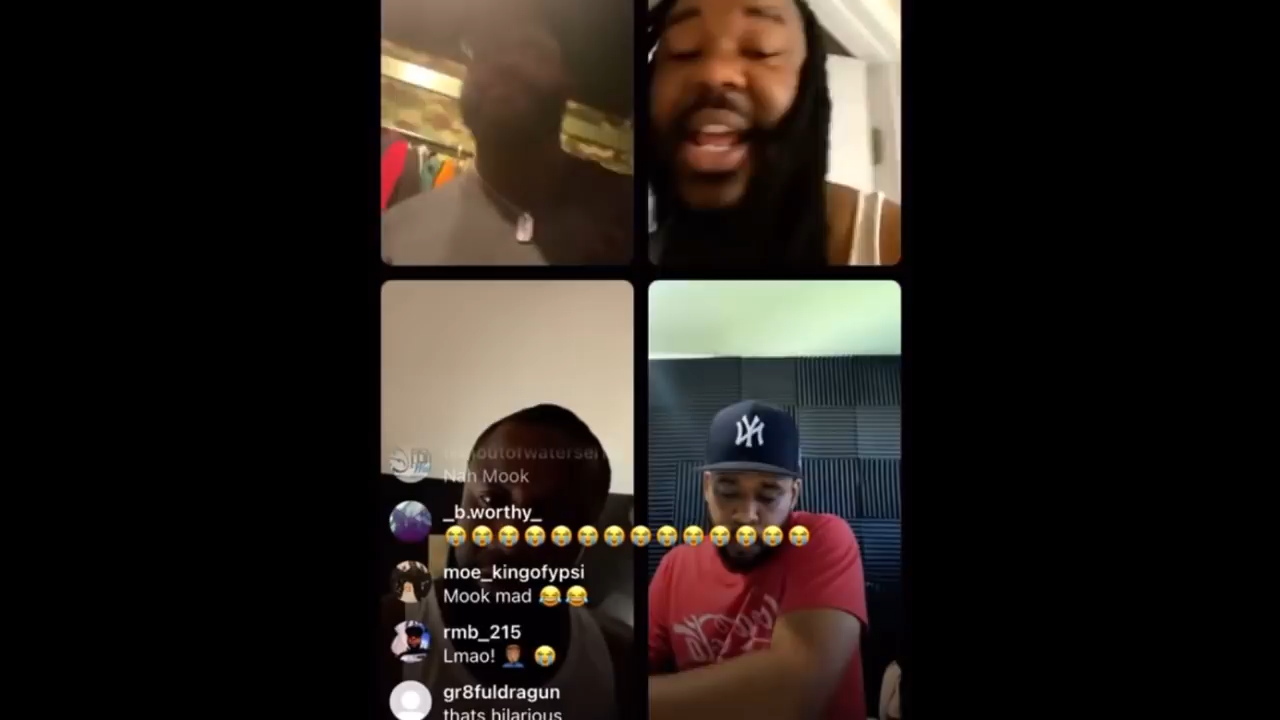 Nah Mook
_b.worthy_
😭😭😭😭😭😭😭😭😭😭😭😭😭😭
moe_kingofypsi
Mook mad 😂😂
rmb_215
Lmao! 🤦🏽‍♂️ 😭
gr8fuldragun
thats hilarious